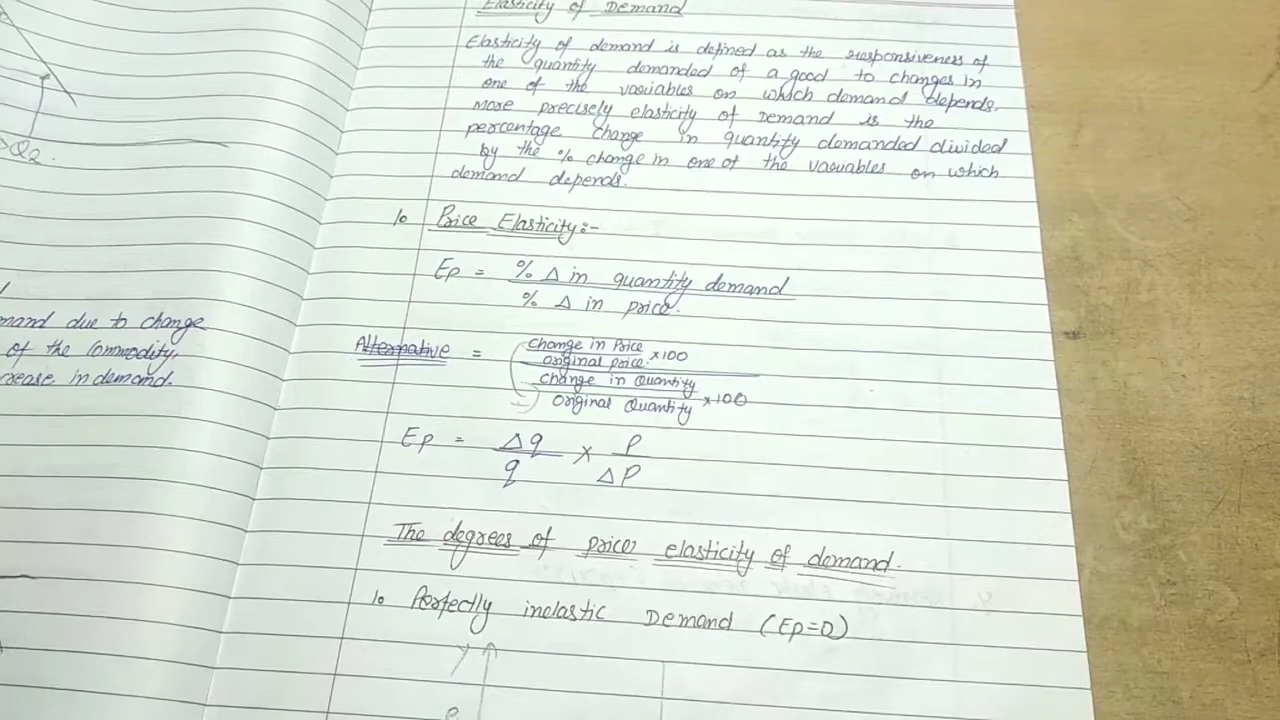 Q2.
mand due to change
of the Commodity.
crease in demand.
Elasticity of Demand
Elasticity of demand is defined as the responsiveness of
the quantity demanded of a good to changes in
one of the variables on which demand depends.
more precisely elasticity of Demand is the
percentage change in quantity demanded divided
by the % change in one of the variables on which
demand depends.
1. Price Elasticity:-
Ep = % Δ in quantity demand
% Δ in price.
Alternative = Change in Price
original price × 100
Change in Quantity
original Quantity × 100
Ep = Δq × P
q ΔP
The degrees of price elasticity of demand.
1. Perfectly inelastic Demand (Ep=0)
y
P